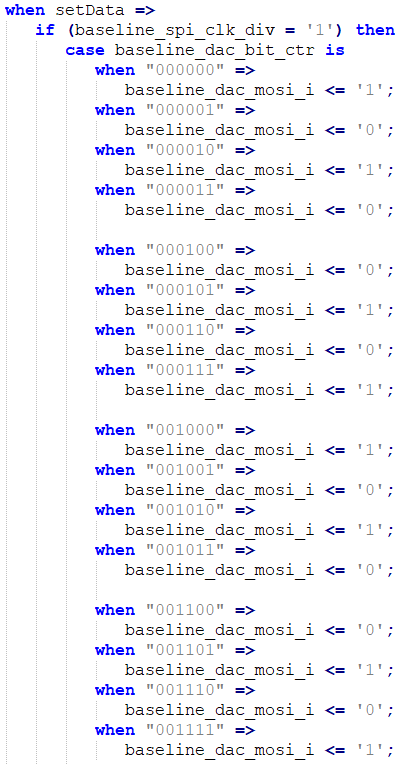 when setData =>
if (baseline_spi_clk_div = '1') then
case baseline_dac_bit_ctr is
when "000000" =>
baseline_dac_mosi_i <= '1';
when "000001" =>
baseline_dac_mosi_i <= '0';
when "000010" =>
baseline_dac_mosi_i <= '1';
when "000011" =>
baseline_dac_mosi_i <= '0';
when "000100" =>
baseline_dac_mosi_i <= '0';
when "000101" =>
baseline_dac_mosi_i <= '1';
when "000110" =>
baseline_dac_mosi_i <= '0';
when "000111" =>
baseline_dac_mosi_i <= '1';
when "001000" =>
baseline_dac_mosi_i <= '1';
when "001001" =>
baseline_dac_mosi_i <= '0';
when "001010" =>
baseline_dac_mosi_i <= '1';
when "001011" =>
baseline_dac_mosi_i <= '0';
when "001100" =>
baseline_dac_mosi_i <= '0';
when "001101" =>
baseline_dac_mosi_i <= '1';
when "001110" =>
baseline_dac_mosi_i <= '0';
when "001111" =>
baseline_dac_mosi_i <= '1';